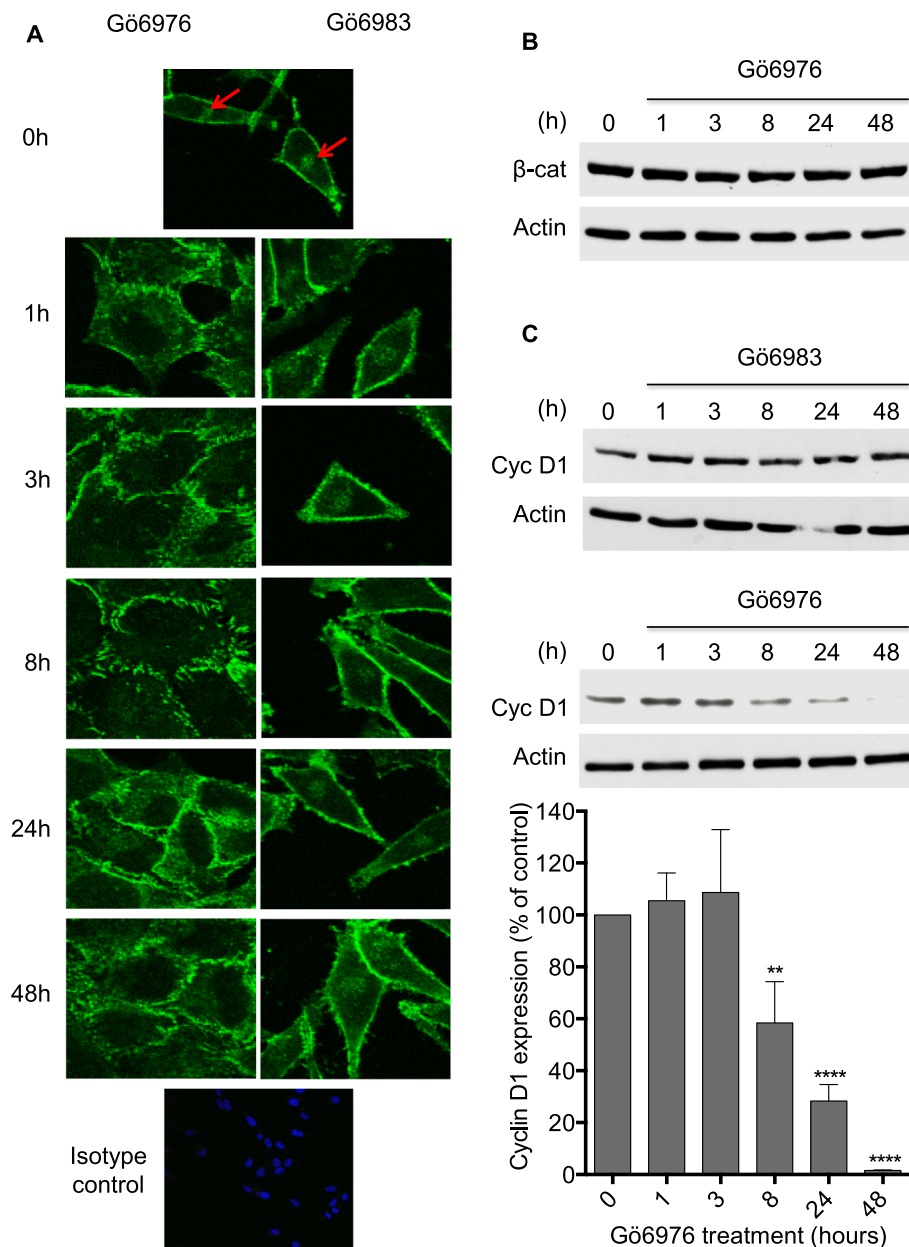 A
Gö6976 Gö6983
0h
1h
3h
8h
24h
48h
Isotype
control
B
Gö6976
(h) 0 1 3 8 24 48
β-cat
Actin
C
Gö6983
(h) 0 1 3 8 24 48
Cyc D1
Actin
Gö6976
(h) 0 1 3 8 24 48
Cyc D1
Actin
Cyclin D1 expression (% of control)
140
120
100
80
60
40
20
0
**
****
****
0 1 3 8 24 48
Gö6976 treatment (hours)